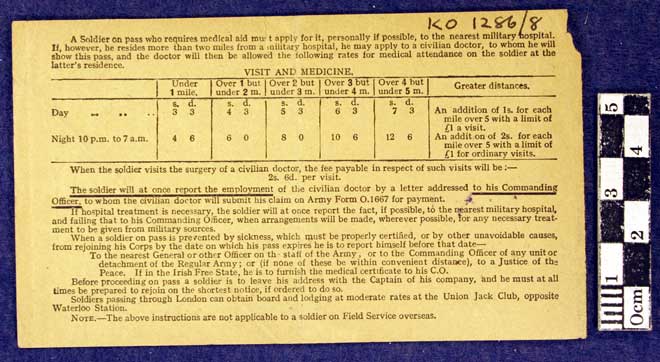 KO 1286/8
A Soldier on pass who requires medical aid must apply for it, personally if possible, to the nearest military hospital.
If, however, he resides more than two miles from a military hospital, he may apply to a civilian doctor, to whom he will
show this pass, and the doctor will then be allowed the following rates for medical attendance on the soldier at the
latter's residence.
VISIT AND MEDICINE.
Under 1 mile. | Over 1 but under 2 m. | Over 2 but under 3 m. | Over 3 but under 4 m. | Over 4 but under 5 m. | Greater distances.
s. d. | s. d. | s. d. | s. d. | s. d.
Day .. .. .. 3 3 | 4 3 | 5 3 | 6 3 | 7 3 | An addition of 1s. for each mile over 5 with a limit of £1 a visit.
Night 10 p.m. to 7 a.m. 4 6 | 6 0 | 8 0 | 10 6 | 12 6 | An addition of 2s. for each mile over 5 with a limit of £1 for ordinary visits.
When the soldier visits the surgery of a civilian doctor, the fee payable in respect of such visits will be :—
2s. 6d. per visit.
The soldier will at once report the employment of the civilian doctor by a letter addressed to his Commanding
Officer, to whom the civilian doctor will submit his claim on Army Form O.1667 for payment.
If hospital treatment is necessary, the soldier will at once report the fact, if possible, to the nearest military hospital,
and failing that to his Commanding Officer, when arrangements will be made, wherever possible, for any necessary treat-
ment to be given from military sources.
When a soldier on pass is prevented by sickness, which must be properly certified, or by other unavoidable causes,
from rejoining his Corps by the date on which his pass expires he is to report himself before that date—
To the nearest General or other Officer on the staff of the Army, or to the Commanding Officer of any unit or
detachment of the Regular Army; or (if none of these be within convenient distance), to a Justice of the
Peace. If in the Irish Free State, he is to furnish the medical certificate to his C.O.
Before proceeding on pass a soldier is to leave his address with the Captain of his company, and he must at all
times be prepared to rejoin on the shortest notice, if ordered to do so.
Soldiers passing through London can obtain board and lodging at moderate rates at the Union Jack Club, opposite
Waterloo Station.
NOTE.—The above instructions are not applicable to a soldier on Field Service overseas.
5
4
3
2
1
0cm